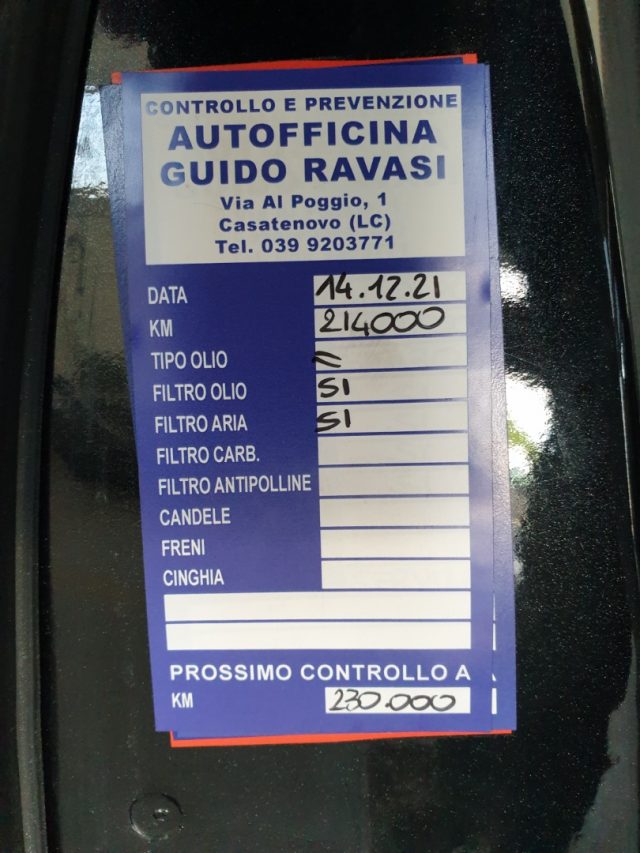 CONTROLLO E PREVENZIONE
AUTOFFICINA
GUIDO RAVASI
Via Al Poggio, 1
Casatenovo (LC)
Tel. 039 9203771
DATA 14.12.21
KM 214000
TIPO OLIO
FILTRO OLIO SI
FILTRO ARIA SI
FILTRO CARB.
FILTRO ANTIPOLLINE
CANDELE
FRENI
CINGHIA
PROSSIMO CONTROLLO A
KM 230.000